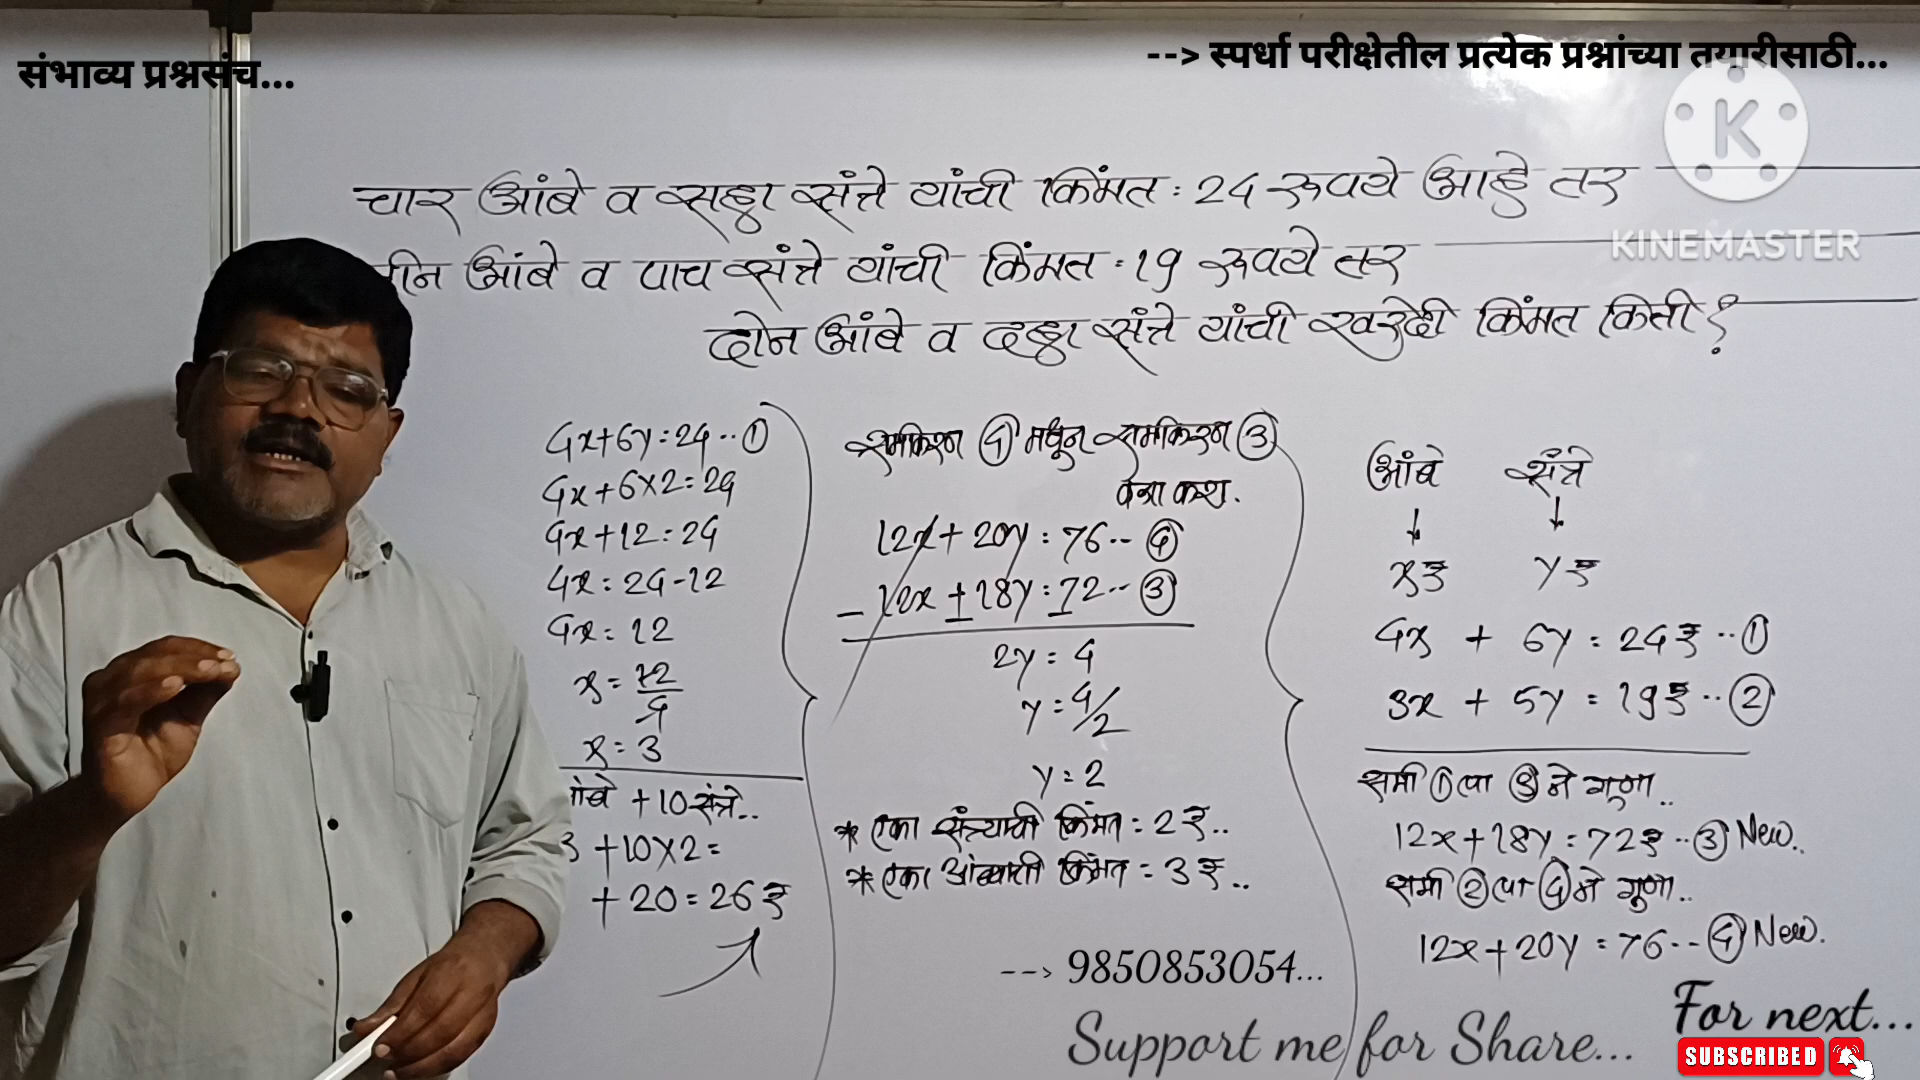 संभाव्य प्रश्नसंच...
--> स्पर्धा परीक्षेतील प्रत्येक प्रश्नांच्या तयारीसाठी...
K
KINEMASTER
चार आंबे व सहा संत्रे यांची किंमत : 24 रूपये आहे तर
तीन आंबे व पाच संत्रे यांची किंमत : 19 रूपये तर
दोन आंबे व दहा संत्रे यांची खरेदी किंमत किती ?
4x+6y=24 .. ①
4x+6×2=24
4x+12=24
4x=24-12
4x=12
x=12/4
x=3
आंबे +10 संत्रे..
3 +10×2=
+20=26₹
समीकरण ④ मधून समीकरण ③
वजा करा.
12x+20y=76 .. ④
- 12x±18y=72 .. ③
2y=4
y=4/2
y=2
* एका संत्र्याची किंमत = 2₹..
* एका आंब्याची किंमत = 3₹..
आंबे संत्रे
↓ ↓
x₹ y₹
4x + 6y = 24₹ .. ①
3x + 5y = 19₹ .. ②
समी ① ला ③ ने गुणा..
12x+18y=72₹ .. ③ New..
समी ② ला ④ ने गुणा..
12x+20y=76 .. ④ New.
--> 9850853054...
Support me for Share...
For next...
SUBSCRIBED